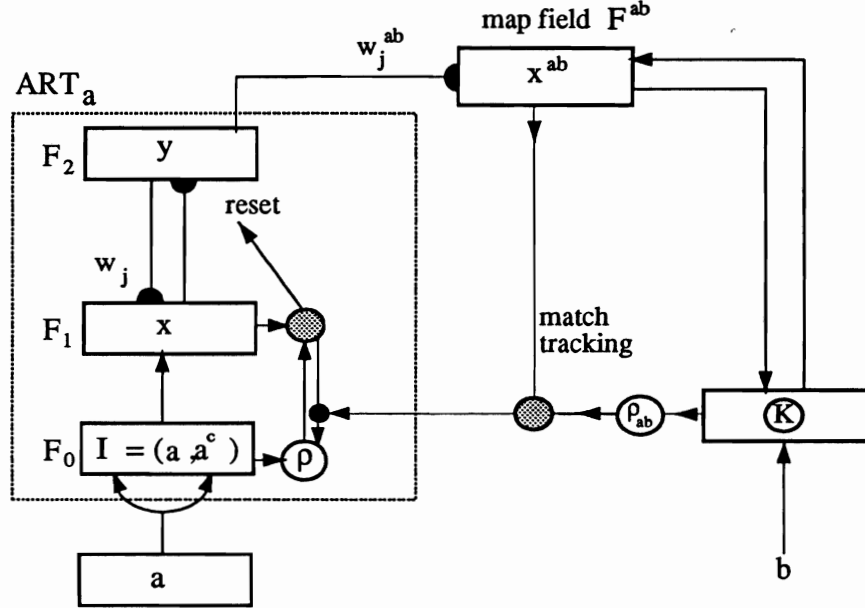 map field F^ab
w_j^ab
x^ab
ART_a
F_2
y
reset
w_j
F_1
x
match
tracking
F_0
I = (a ,a^c )
ρ
ρ_ab
K
a
b